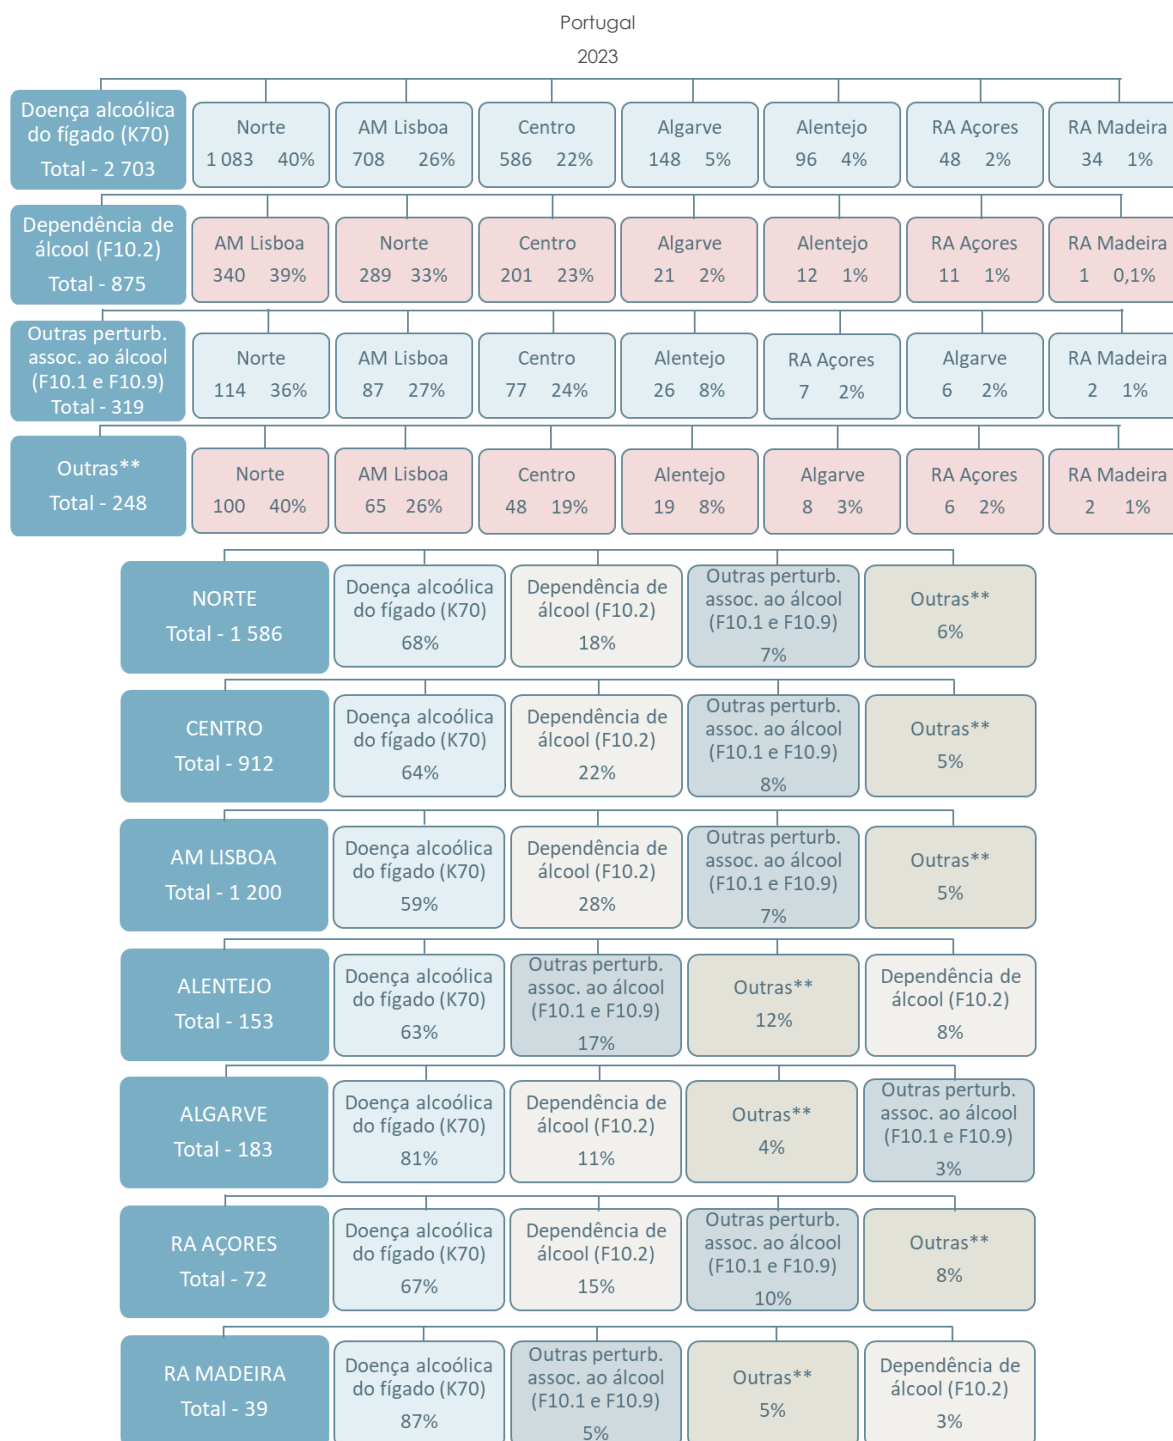 Portugal
2023
Doença alcoólica
do fígado (K70)
Total - 2 703
Norte
1 083 40%
AM Lisboa
708 26%
Centro
586 22%
Algarve
148 5%
Alentejo
96 4%
RA Açores
48 2%
RA Madeira
34 1%
Dependência de
álcool (F10.2)
Total - 875
AM Lisboa
340 39%
Norte
289 33%
Centro
201 23%
Algarve
21 2%
Alentejo
12 1%
RA Açores
11 1%
RA Madeira
1 0,1%
Outras perturb.
assoc. ao álcool
(F10.1 e F10.9)
Total - 319
Norte
114 36%
AM Lisboa
87 27%
Centro
77 24%
Alentejo
26 8%
RA Açores
7 2%
Algarve
6 2%
RA Madeira
2 1%
Outras**
Total - 248
Norte
100 40%
AM Lisboa
65 26%
Centro
48 19%
Alentejo
19 8%
Algarve
8 3%
RA Açores
6 2%
RA Madeira
2 1%
NORTE
Total - 1 586
Doença alcoólica
do fígado (K70)
68%
Dependência de
álcool (F10.2)
18%
Outras perturb.
assoc. ao álcool
(F10.1 e F10.9)
7%
Outras**
6%
CENTRO
Total - 912
Doença alcoólica
do fígado (K70)
64%
Dependência de
álcool (F10.2)
22%
Outras perturb.
assoc. ao álcool
(F10.1 e F10.9)
8%
Outras**
5%
AM LISBOA
Total - 1 200
Doença alcoólica
do fígado (K70)
59%
Dependência de
álcool (F10.2)
28%
Outras perturb.
assoc. ao álcool
(F10.1 e F10.9)
7%
Outras**
5%
ALENTEJO
Total - 153
Doença alcoólica
do fígado (K70)
63%
Outras perturb.
assoc. ao álcool
(F10.1 e F10.9)
17%
Outras**
12%
Dependência de
álcool (F10.2)
8%
ALGARVE
Total - 183
Doença alcoólica
do fígado (K70)
81%
Dependência de
álcool (F10.2)
11%
Outras**
4%
Outras perturb.
assoc. ao álcool
(F10.1 e F10.9)
3%
RA AÇORES
Total - 72
Doença alcoólica
do fígado (K70)
67%
Dependência de
álcool (F10.2)
15%
Outras perturb.
assoc. ao álcool
(F10.1 e F10.9)
10%
Outras**
8%
RA MADEIRA
Total - 39
Doença alcoólica
do fígado (K70)
87%
Outras perturb.
assoc. ao álcool
(F10.1 e F10.9)
5%
Outras**
5%
Dependência de
álcool (F10.2)
3%